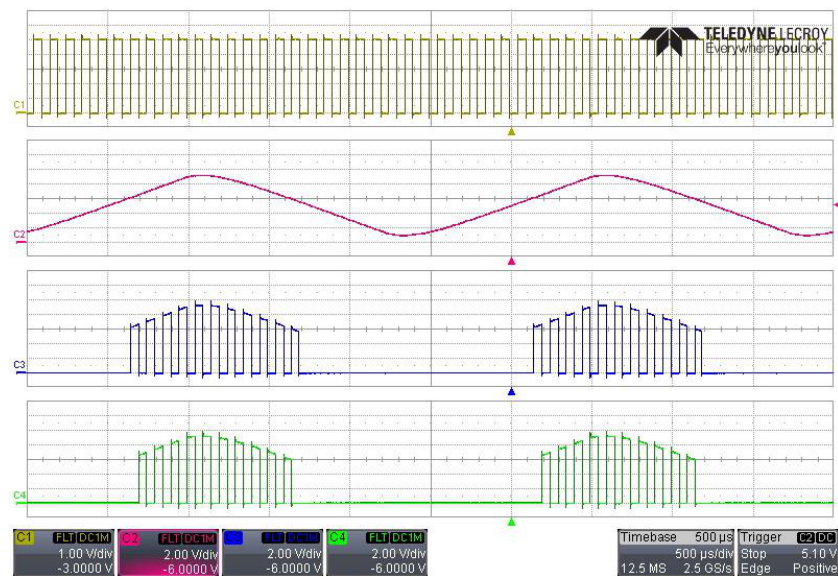 TELEDYNE LECROY
Everywhereyoulook™
C1
C2
C3
C4
C1 FLT DC1M
1.00 V/div
-3.0000 V
C2 FLT DC1M
2.00 V/div
-6.0000 V
C3 FLT DC1M
2.00 V/div
-6.0000 V
C4 FLT DC1M
2.00 V/div
-6.0000 V
Timebase 500 µs
500 µs/div
12.5 MS 2.5 GS/s
Trigger C2 DC
Stop 5.10 V
Edge Positive